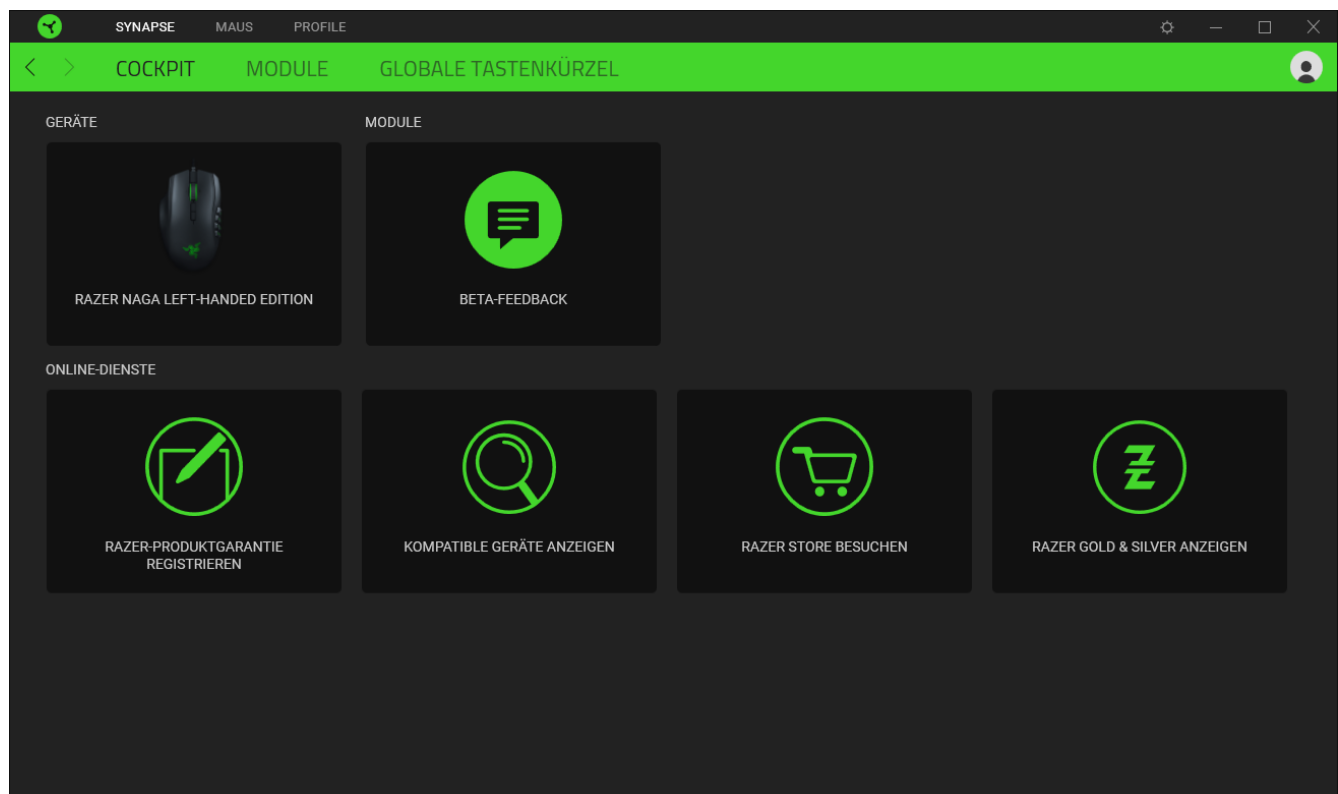 SYNAPSE MAUS PROFILE
COCKPIT MODULE GLOBALE TASTENKÜRZEL
GERÄTE MODULE
RAZER NAGA LEFT-HANDED EDITION BETA-FEEDBACK
ONLINE-DIENSTE
RAZER-PRODUKTGARANTIE
REGISTRIEREN
KOMPATIBLE GERÄTE ANZEIGEN
RAZER STORE BESUCHEN
RAZER GOLD & SILVER ANZEIGEN